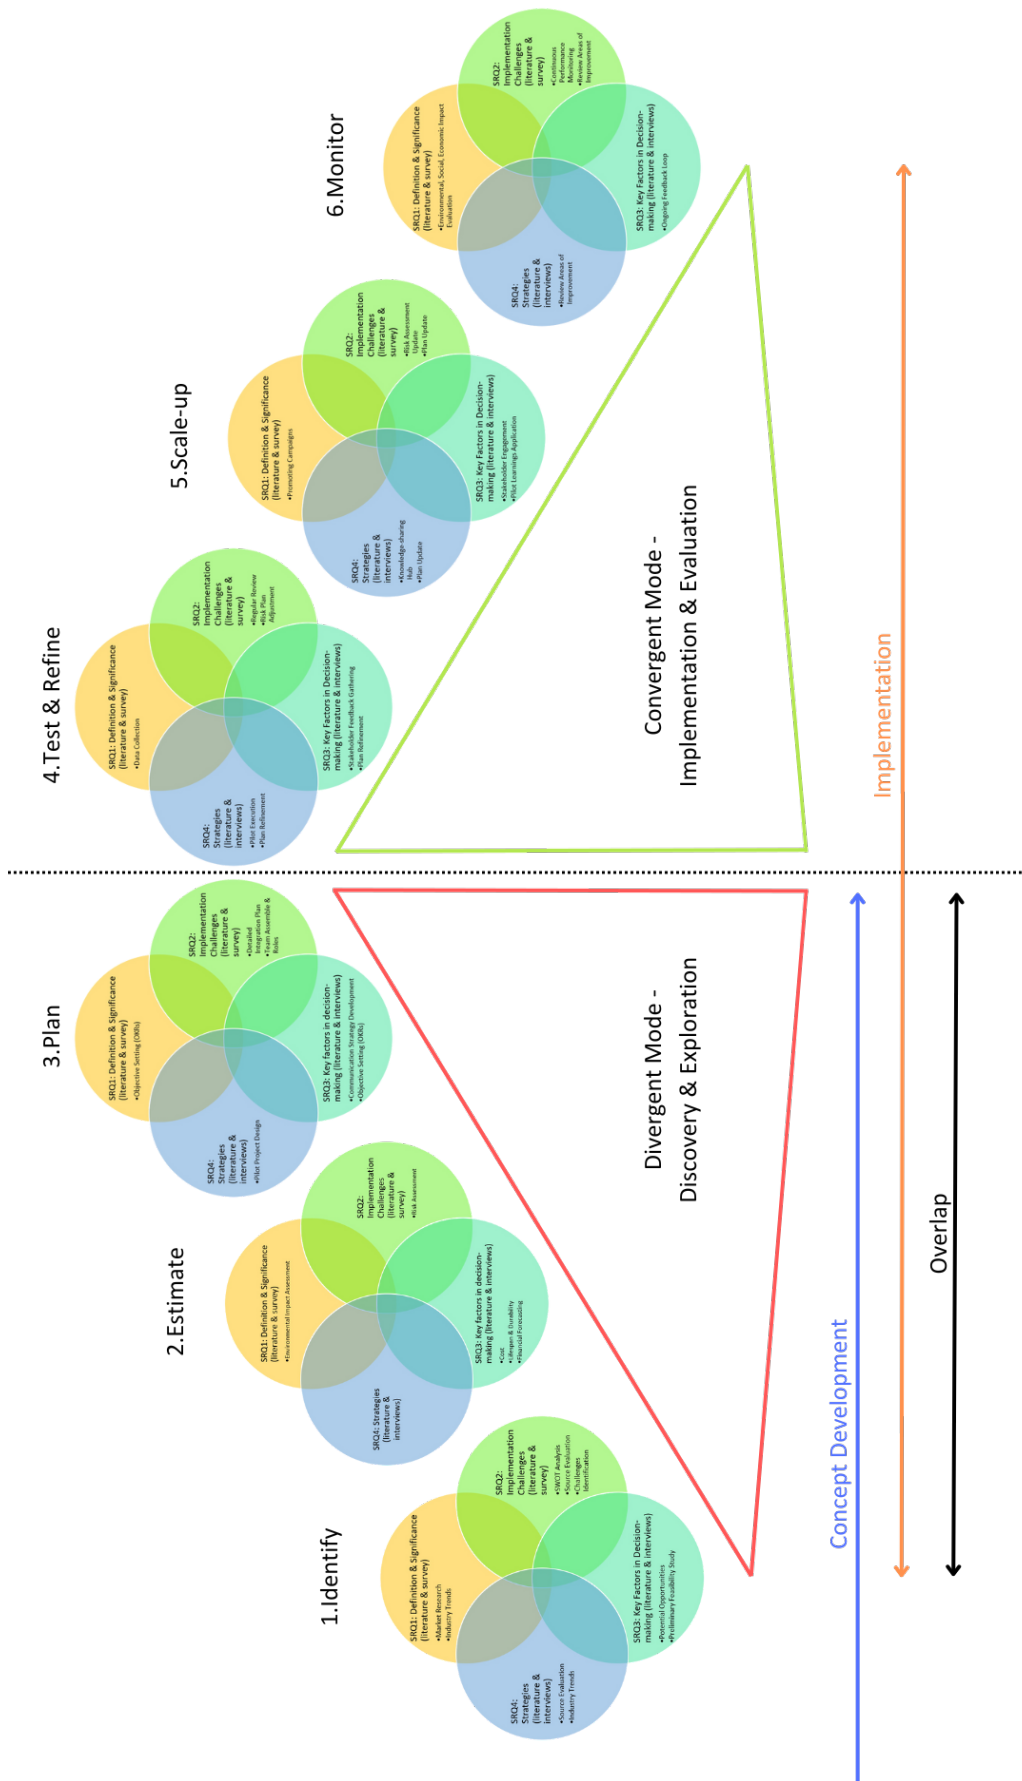 1.Identify
SRQ1: Definition & Significance
(literature & survey)
•Market Research
•Industry Trends
SRQ2:
Implementation
Challenges
(literature &
survey)
•SWOT Analysis
•Source Evaluation
•Challenges
Identification
SRQ3: Key Factors in Decision-
making (literature & interviews)
•Potential Opportunities
•Preliminary Feasibility Study
SRQ4:
Strategies
(literature &
interviews)
•Source Evaluation
•Industry Trends
2.Estimate
SRQ1: Definition & Significance
(literature & survey)
•Environmental Impact Assessment
SRQ2:
Implementation
Challenges
(literature &
survey)
•Risk Assessment
SRQ3: Key factors in decision-
making (literature & interviews)
•Cost
•Lifespan & Durability
•Financial Forecasting
SRQ4: Strategies
(literature &
interviews)
3.Plan
SRQ1: Definition & Significance
(literature & survey)
•Objective Setting (OKRs)
SRQ2:
Implementation
Challenges
(literature &
survey)
•Detailed
Integration Plan
•Team Assemble &
Roles
SRQ3: Key factors in decision-
making (literature & interviews)
•Communication Strategy Development
•Objective Setting (OKRs)
SRQ4:
Strategies
(literature &
interviews)
•Pilot Project Design
4.Test & Refine
SRQ1: Definition & Significance
(literature & survey)
•Data Collection
SRQ2:
Implementation
Challenges
(literature &
survey)
•Regular Review
•Risk Plan
Adjustment
SRQ3: Key Factors in Decision-
making (literature & interviews)
•Stakeholder Feedback Gathering
•Plan Refinement
SRQ4:
Strategies
(literature &
interviews)
•Pilot Execution
•Plan Refinement
5.Scale-up
SRQ1: Definition & Significance
(literature & survey)
•Promoting Campaigns
SRQ2:
Implementation
Challenges
(literature &
survey)
•Risk Assessment
Update
•Plan Update
SRQ3: Key Factors in Decision-
making (literature & interviews)
•Stakeholder Engagement
•Pilot Learnings Application
SRQ4:
Strategies
(literature &
interviews)
•Knowledge-sharing
Hub
•Plan Update
6.Monitor
SRQ1: Definition & Significance
(literature & survey)
•Environmental, Social, Economic Impact
Evaluation
SRQ2:
Implementation
Challenges
(literature &
survey)
•Continuous
Performance
Monitoring
•Review Areas of
Improvement
SRQ3: Key Factors in Decision-
making (literature & interviews)
•Ongoing Feedback Loop
SRQ4:
Strategies
(literature &
interviews)
•Review Areas of
Improvement
Divergent Mode -
Discovery & Exploration
Convergent Mode -
Implementation & Evaluation
Concept Development
Implementation
Overlap